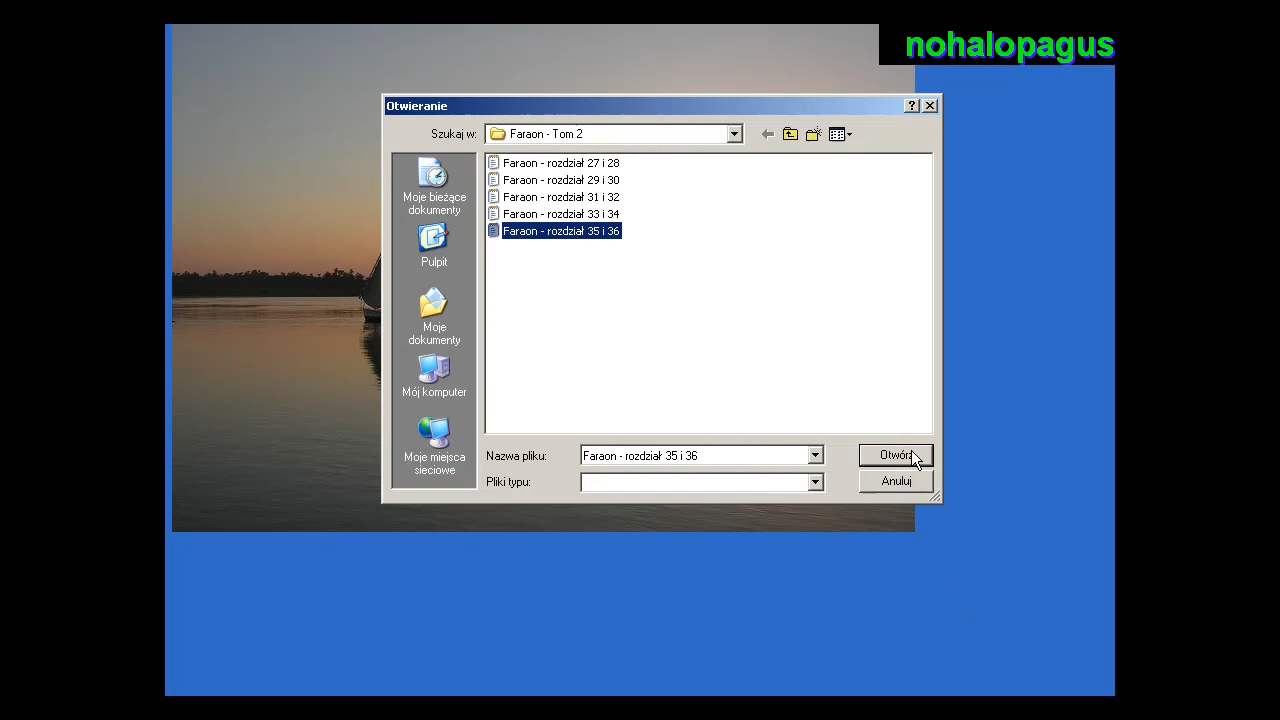 nohalopagus
Otwieranie
Szukaj w:
Faraon - Tom 2
Moje bieżące
dokumenty
Pulpit
Moje
dokumenty
Mój komputer
Moje miejsca
sieciowe
Faraon - rozdział 27 i 28
Faraon - rozdział 29 i 30
Faraon - rozdział 31 i 32
Faraon - rozdział 33 i 34
Faraon - rozdział 35 i 36
Nazwa pliku:
Faraon - rozdział 35 i 36
Otwórz
Pliki typu:
Anuluj